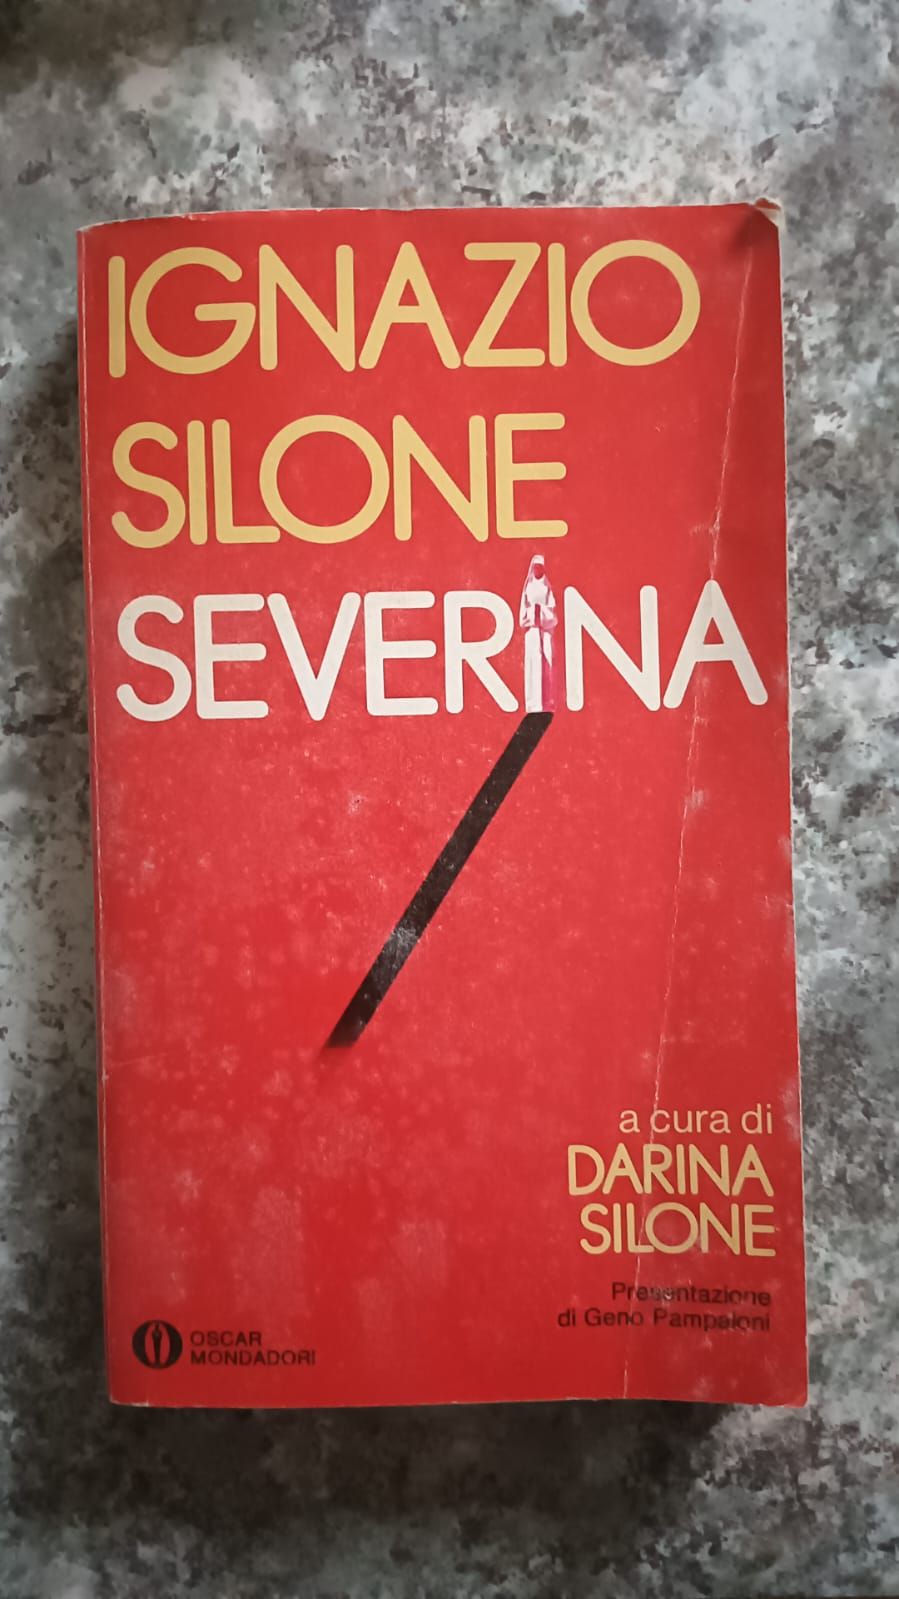 IGNAZIO
SILONE
SEVERINA
a cura di
DARINA
SILONE
Presentazione
di Geno Pampaloni
OSCAR
MONDADORI